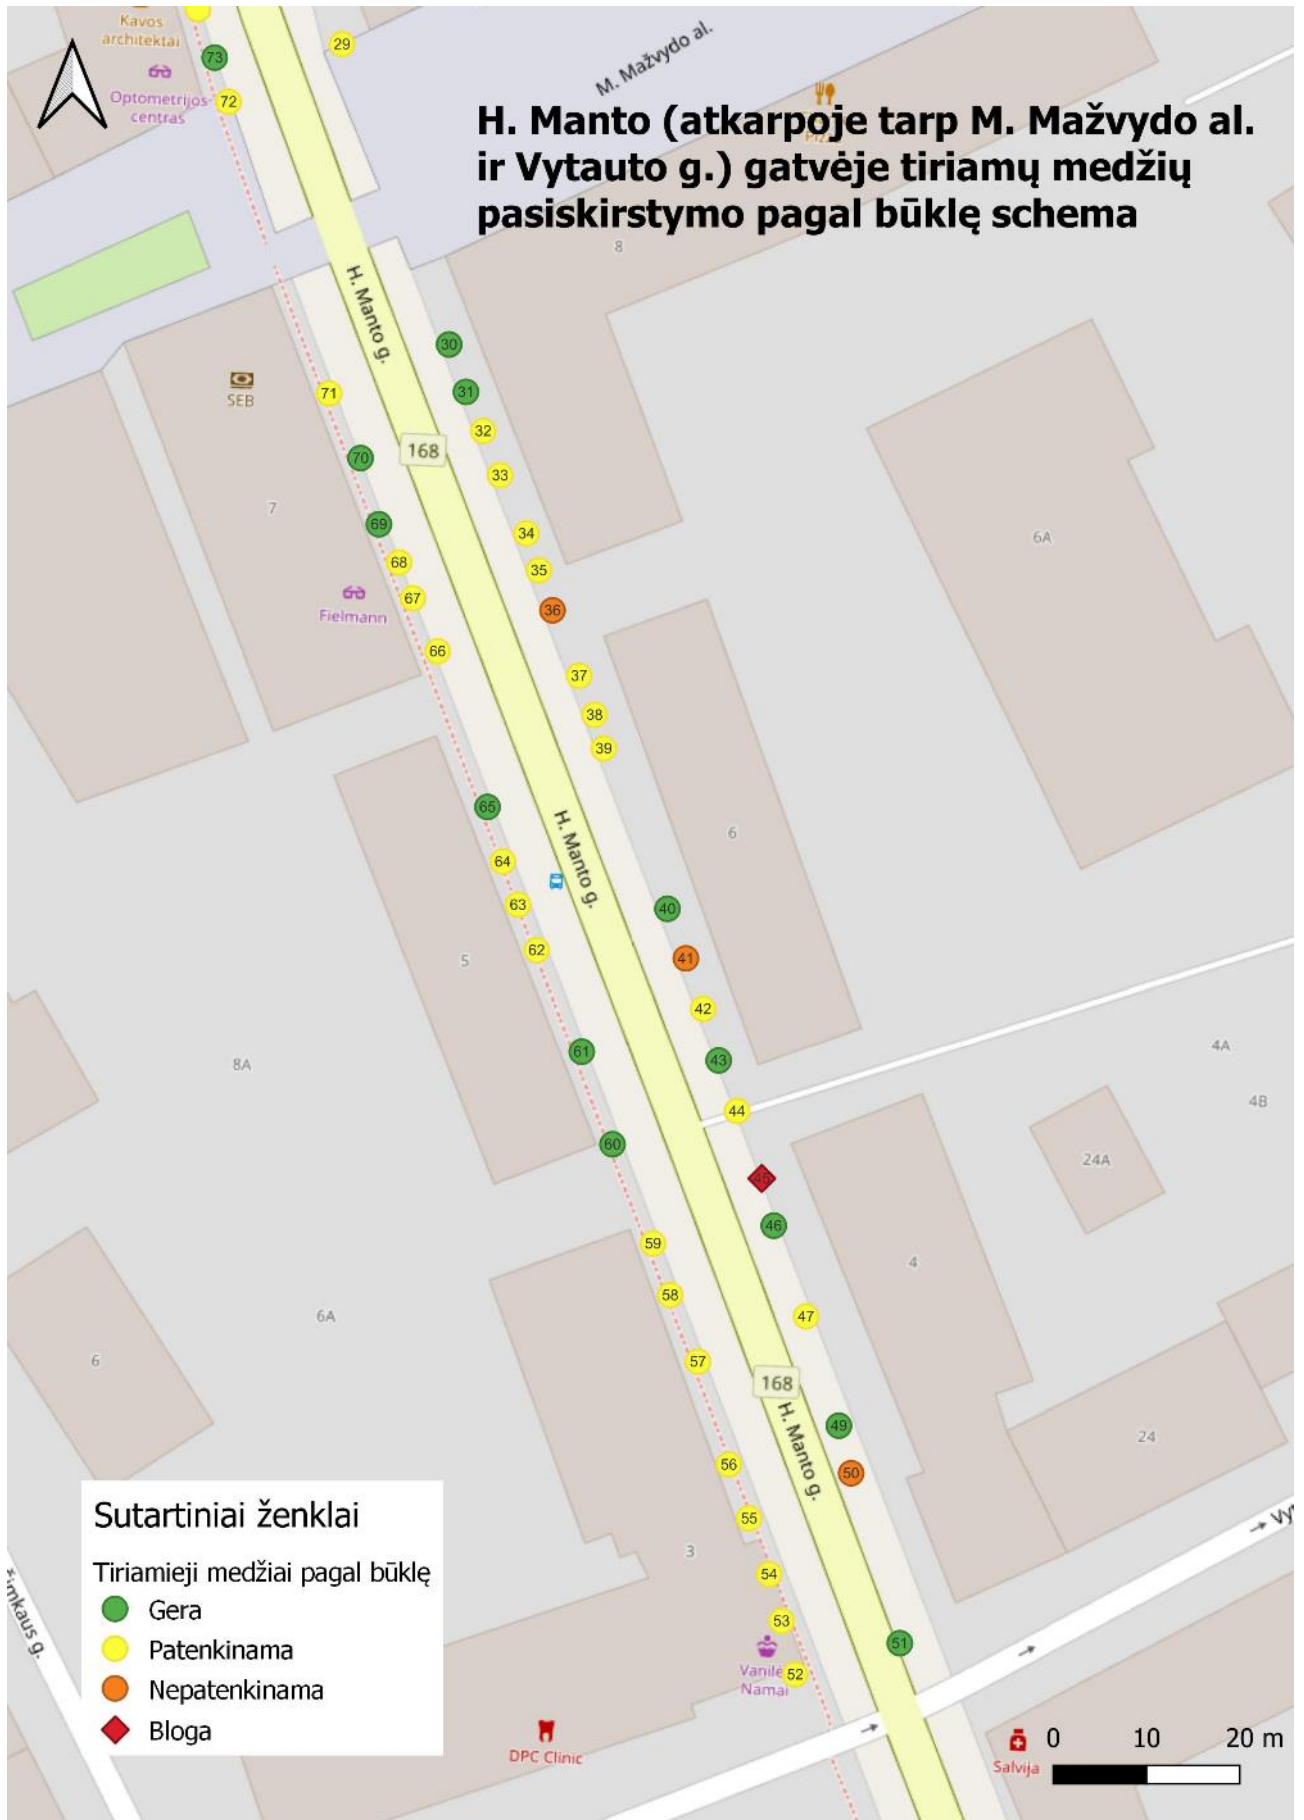 Kavos
architektai
73
29
M. Mažvydo al.
Optometrijos
centras
72
H. Manto (atkarpoje tarp M. Mažvydo al.
ir Vytauto g.) gatvėje tiriamų medžių
pasiskirstymo pagal būklę schema
8
H. Manto g.
30
SEB
71
31
32
168
70
33
7
69
34
6A
68
35
Fielmann
67
36
66
37
38
39
65
H. Manto g.
6
64
63
40
62
41
5
42
61
43
8A
4A
44
4B
60
24A
45
46
59
4
58
6A
47
6
57
168
H. Manto g.
49
24
56
50
55
Sutartiniai ženklai
3
Tiriamieji medžiai pagal būklę
54
Gera
53
51
Patenkinama
Vanilė
52
Namai
Nepatenkinama
Bloga
DPC Clinic
Salvija
0 10 20 m